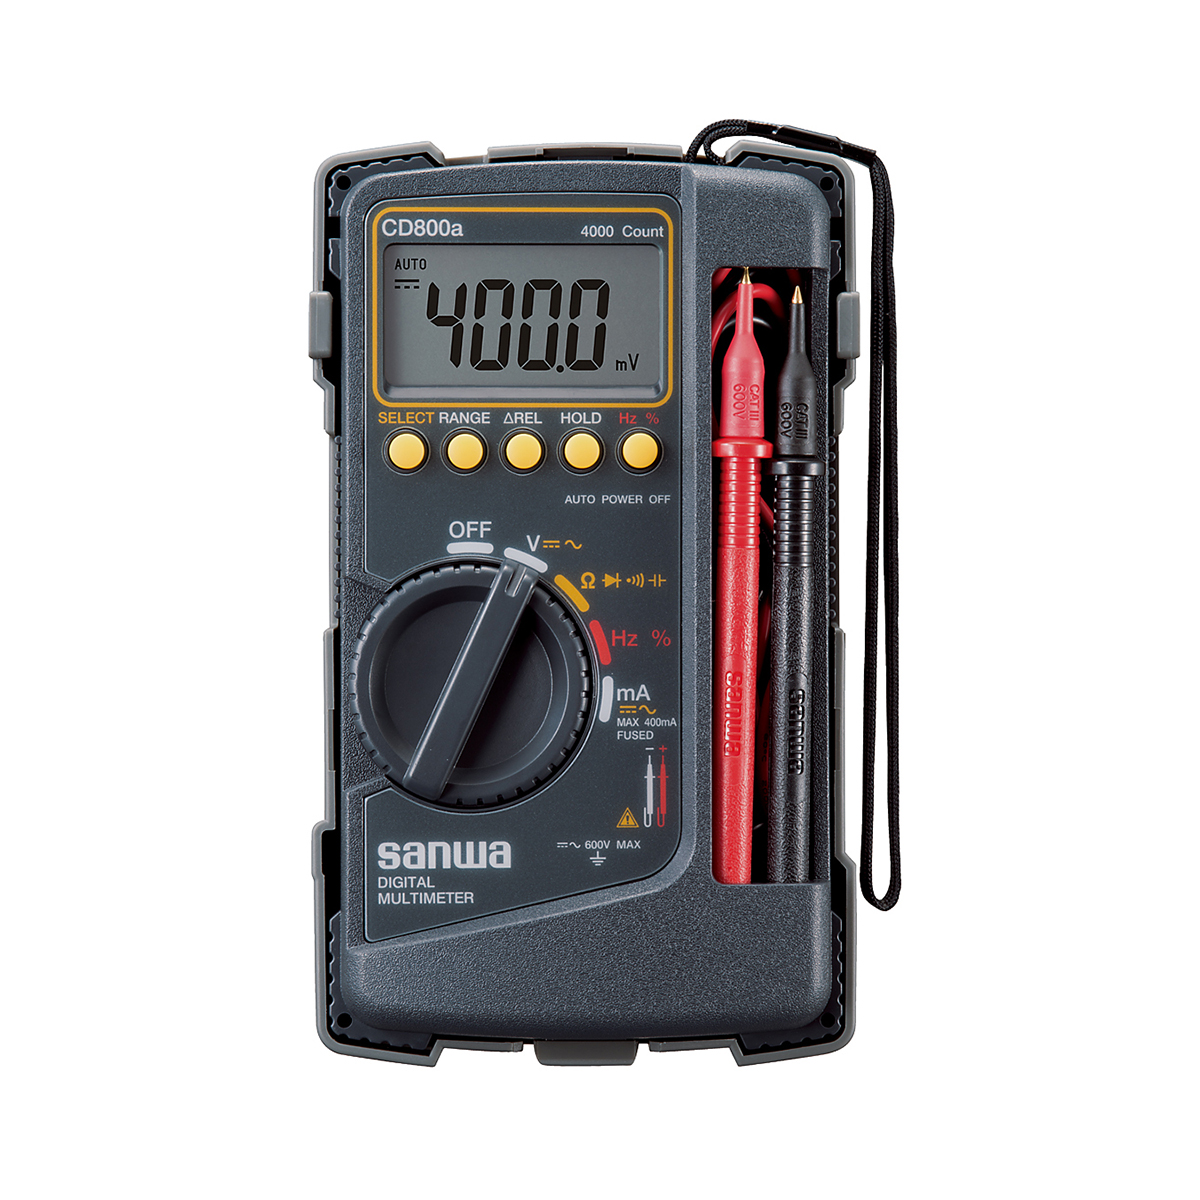 CD800a 4000 Count
AUTO
400.0 mV
SELECT RANGE ΔREL HOLD Hz %
AUTO POWER OFF
OFF
V
Ω
Hz %
mA
MAX 400mA
FUSED
− +
sanwa
DIGITAL
MULTIMETER
600V MAX
CAT III
600V
CAT III
600V
sanwa
sanwa